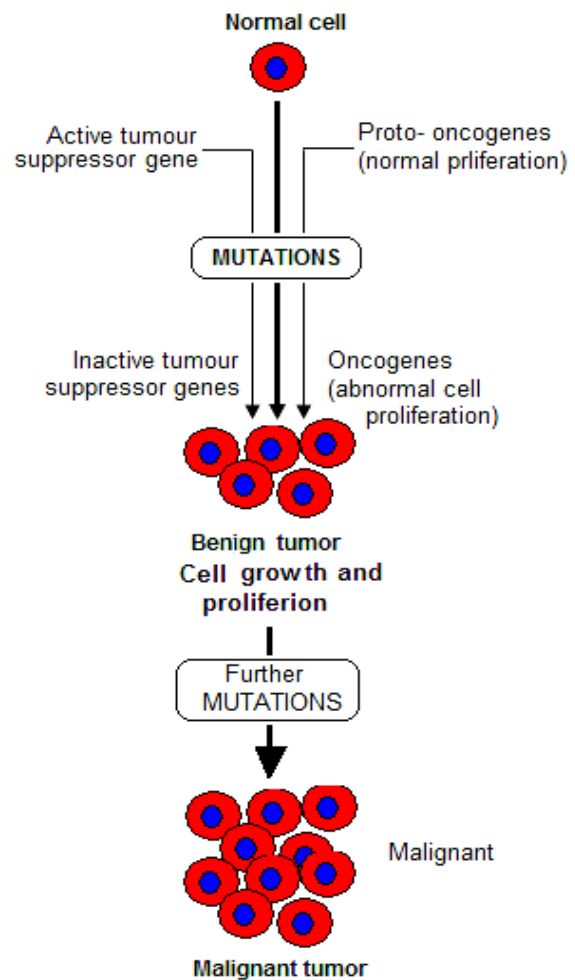 Normal cell
Active tumour
suppressor gene
Proto- oncogenes
(normal prliferation)
MUTATIONS
Inactive tumour
suppressor genes
Oncogenes
(abnormal cell
proliferation)
Benign tumor
Cell growth and
proliferion
Further
MUTATIONS
Malignant
Malignant tumor